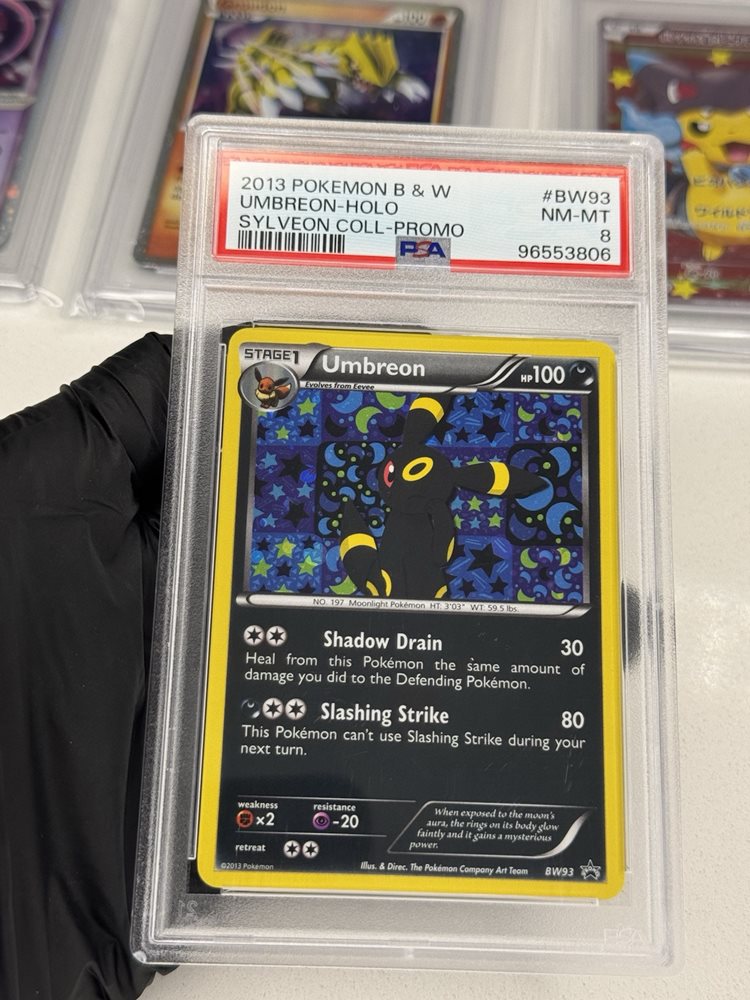 2013 POKEMON B & W #BW93
UMBREON-HOLO NM-MT
SYLVEON COLL-PROMO 8
PSA 96553806
STAGE1 Umbreon HP100
Evolves from Eevee
NO. 197 Moonlight Pokémon HT: 3'03" WT: 59.5 lbs.
Shadow Drain 30
Heal from this Pokémon the same amount of
damage you did to the Defending Pokémon.
Slashing Strike 80
This Pokémon can't use Slashing Strike during your
next turn.
weakness resistance
×2 -20
retreat
When exposed to the moon's
aura, the rings on its body glow
faintly and it gains a mysterious
power.
©2013 Pokémon Illus. & Direc. The Pokémon Company Art Team BW93
PSA